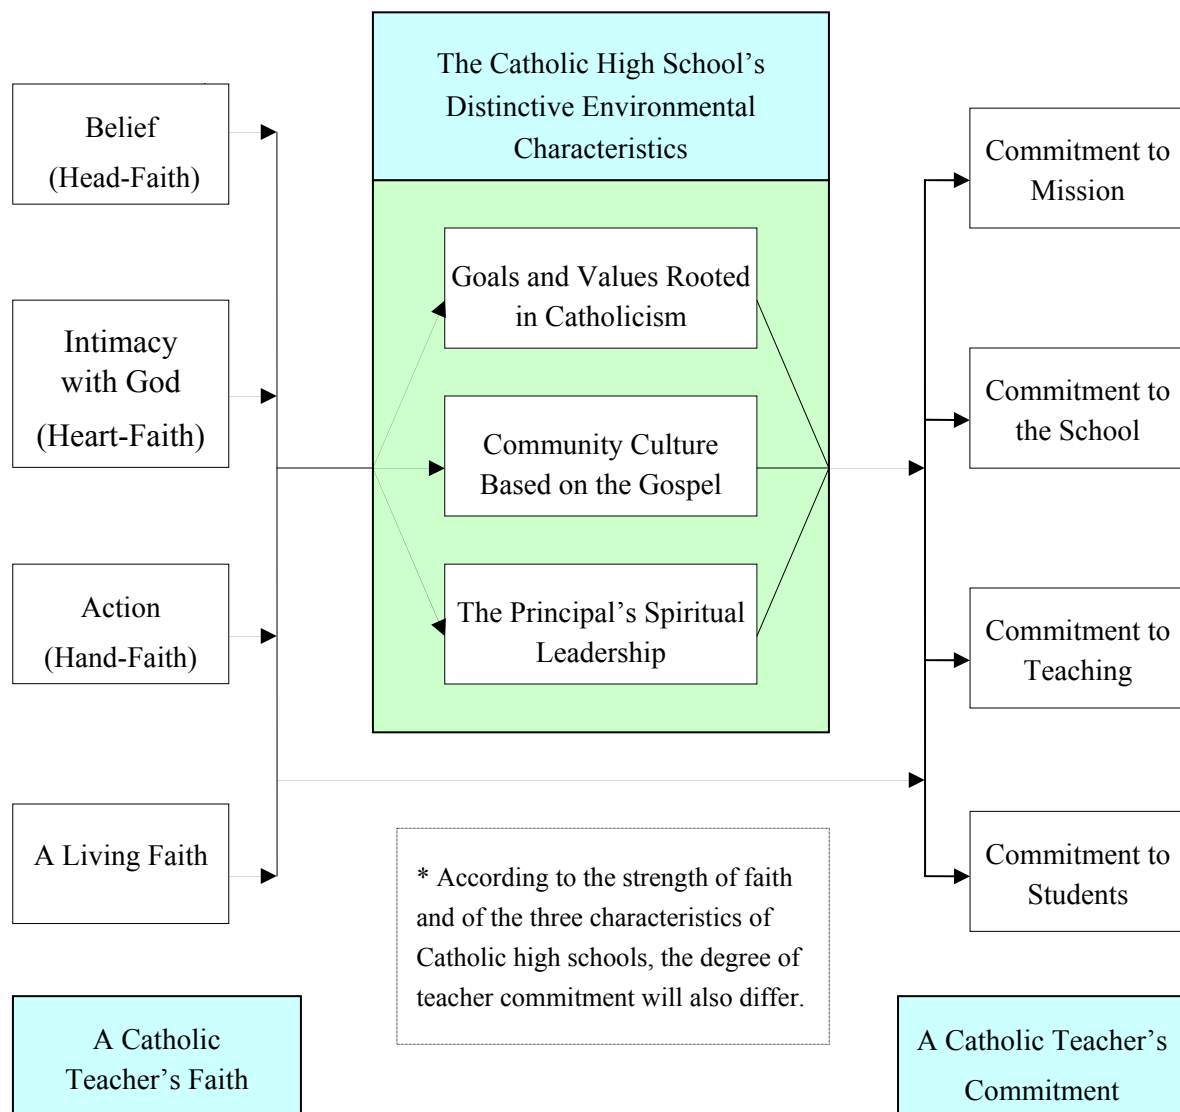 Belief
(Head-Faith)
Intimacy
with God
(Heart-Faith)
Action
(Hand-Faith)
A Living Faith
A Catholic
Teacher’s Faith
The Catholic High School’s
Distinctive Environmental
Characteristics
Goals and Values Rooted
in Catholicism
Community Culture
Based on the Gospel
The Principal’s Spiritual
Leadership
* According to the strength of faith
and of the three characteristics of
Catholic high schools, the degree of
teacher commitment will also differ.
Commitment to
Mission
Commitment to
the School
Commitment to
Teaching
Commitment to
Students
A Catholic Teacher’s
Commitment